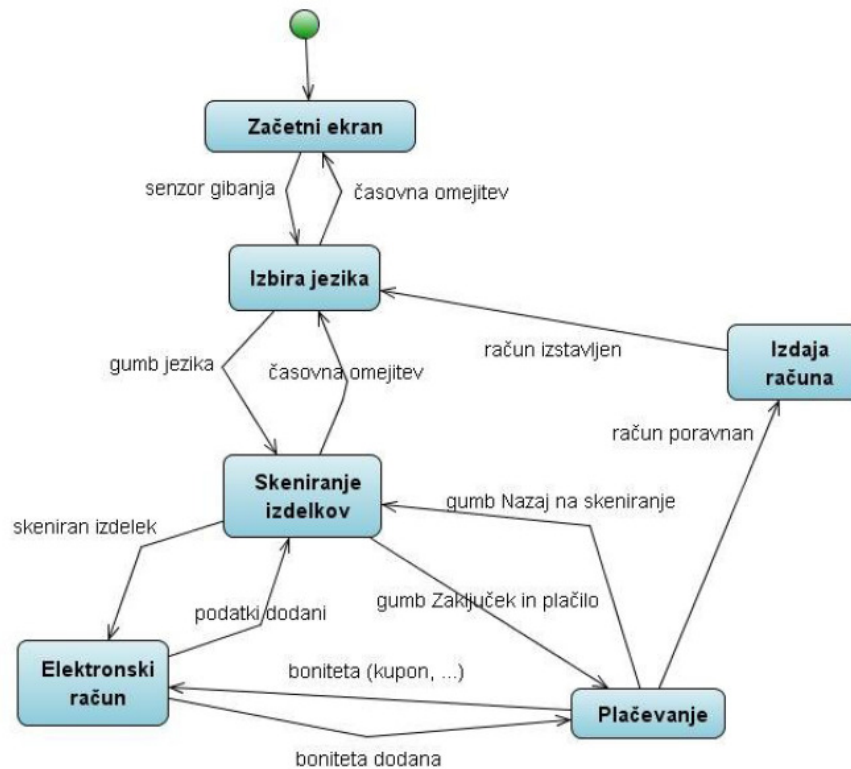 Začetni ekran
senzor gibanja
časovna omejitev
Izbira jezika
gumb jezika
časovna omejitev
račun izstavljen
Izdaja
računa
račun poravnan
Skeniranje
izdelkov
gumb Nazaj na skeniranje
skeniran izdelek
podatki dodani
gumb Zaključek in plačilo
Elektronski
račun
boniteta (kupon, ...)
Plačevanje
boniteta dodana